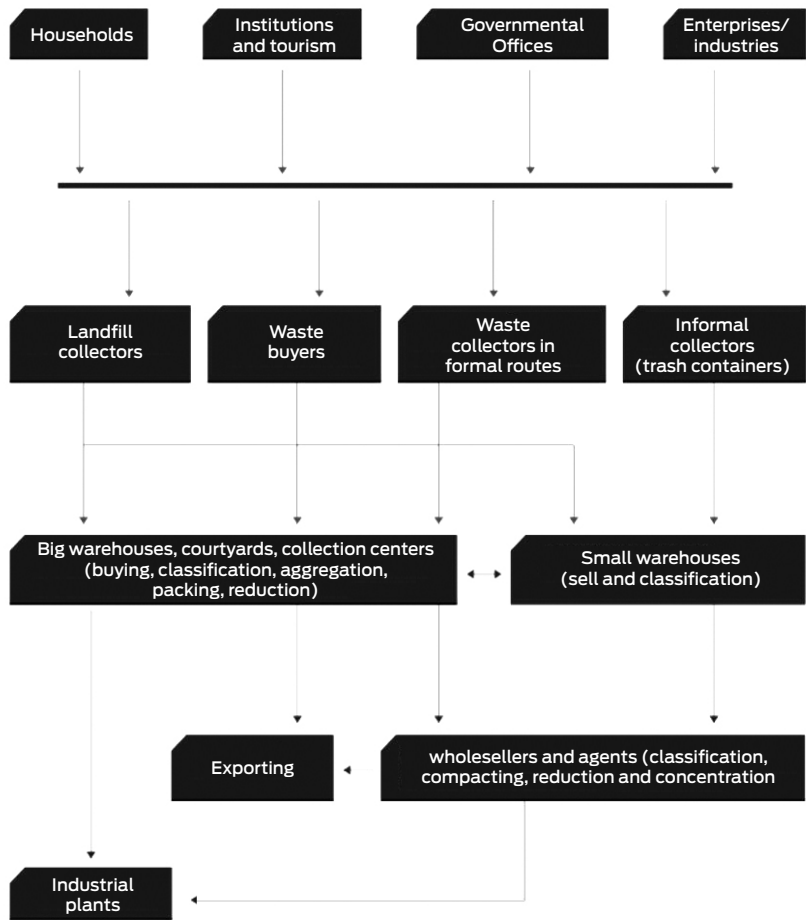 Households
Institutions
and tourism
Governmental
Offices
Enterprises/
industries
Landfill
collectors
Waste
buyers
Waste
collectors in
formal routes
Informal
collectors
(trash containers)
Big warehouses, courtyards, collection centers
(buying, classification, aggregation,
packing, reduction)
Small warehouses
(sell and classification)
Exporting
wholesellers and agents (classification,
compacting, reduction and concentration
Industrial
plants